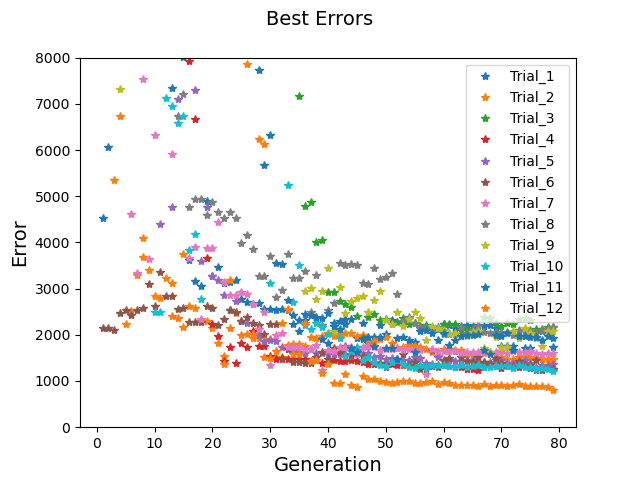 Best Errors
8000
7000
6000
5000
4000
3000
2000
1000
0
Error
0 10 20 30 40 50 60 70 80
Generation
Trial_1
Trial_2
Trial_3
Trial_4
Trial_5
Trial_6
Trial_7
Trial_8
Trial_9
Trial_10
Trial_11
Trial_12